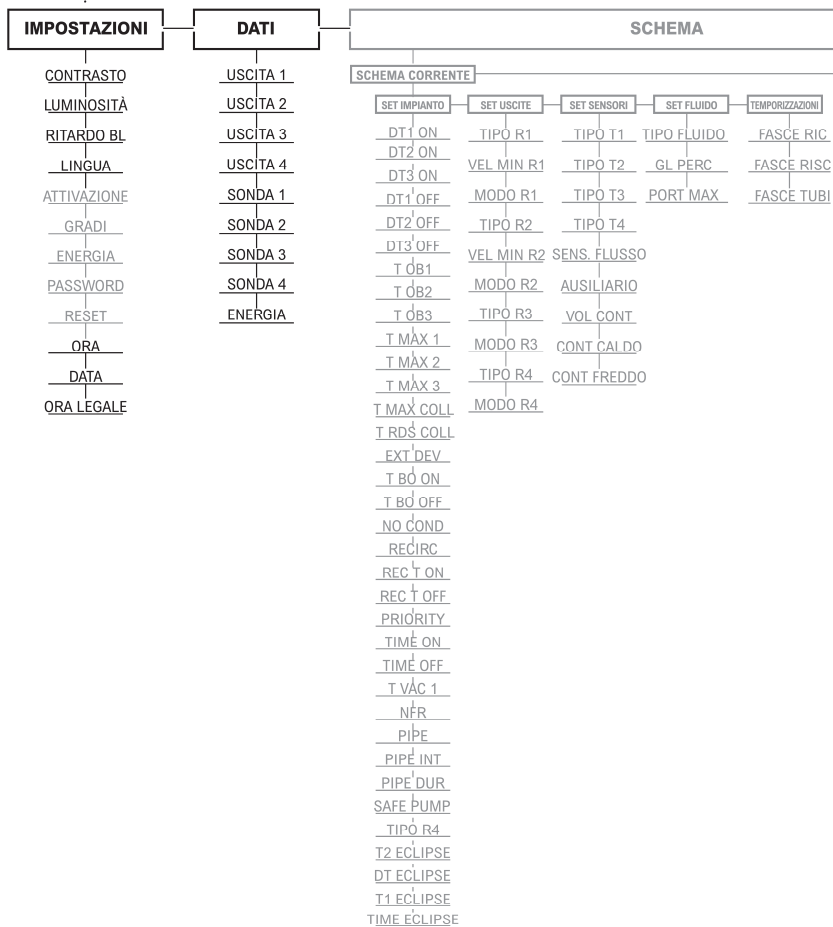 IMPOSTAZIONI
DATI
SCHEMA
CONTRASTO
LUMINOSITÀ
RITARDO BL
LINGUA
ATTIVAZIONE
GRADI
ENERGIA
PASSWORD
RESET
ORA
DATA
ORA LEGALE
USCITA 1
USCITA 2
USCITA 3
USCITA 4
SONDA 1
SONDA 2
SONDA 3
SONDA 4
ENERGIA
SCHEMA CORRENTE
SET IMPIANTO
DT1 ON
DT2 ON
DT3 ON
DT1 OFF
DT2 OFF
DT3 OFF
T OB1
T OB2
T OB3
T MAX 1
T MAX 2
T MAX 3
T MAX COLL
T RDS COLL
EXT DEV
T BO ON
T BO OFF
NO COND
RECIRC
REC T ON
REC T OFF
PRIORITY
TIME ON
TIME OFF
T VAC 1
NFR
PIPE
PIPE INT
PIPE DUR
SAFE PUMP
TIPO R4
T2 ECLIPSE
DT ECLIPSE
T1 ECLIPSE
TIME ECLIPSE
SET USCITE
TIPO R1
VEL MIN R1
MODO R1
TIPO R2
VEL MIN R2
MODO R2
TIPO R3
MODO R3
TIPO R4
MODO R4
SET SENSORI
TIPO T1
TIPO T2
TIPO T3
TIPO T4
SENS. FLUSSO
AUSILIARIO
VOL CONT
CONT CALDO
CONT FREDDO
SET FLUIDO
TIPO FLUIDO
GL PERC
PORT MAX
TEMPORIZZAZIONI
FASCE RIC
FASCE RISC
FASCE TUBI